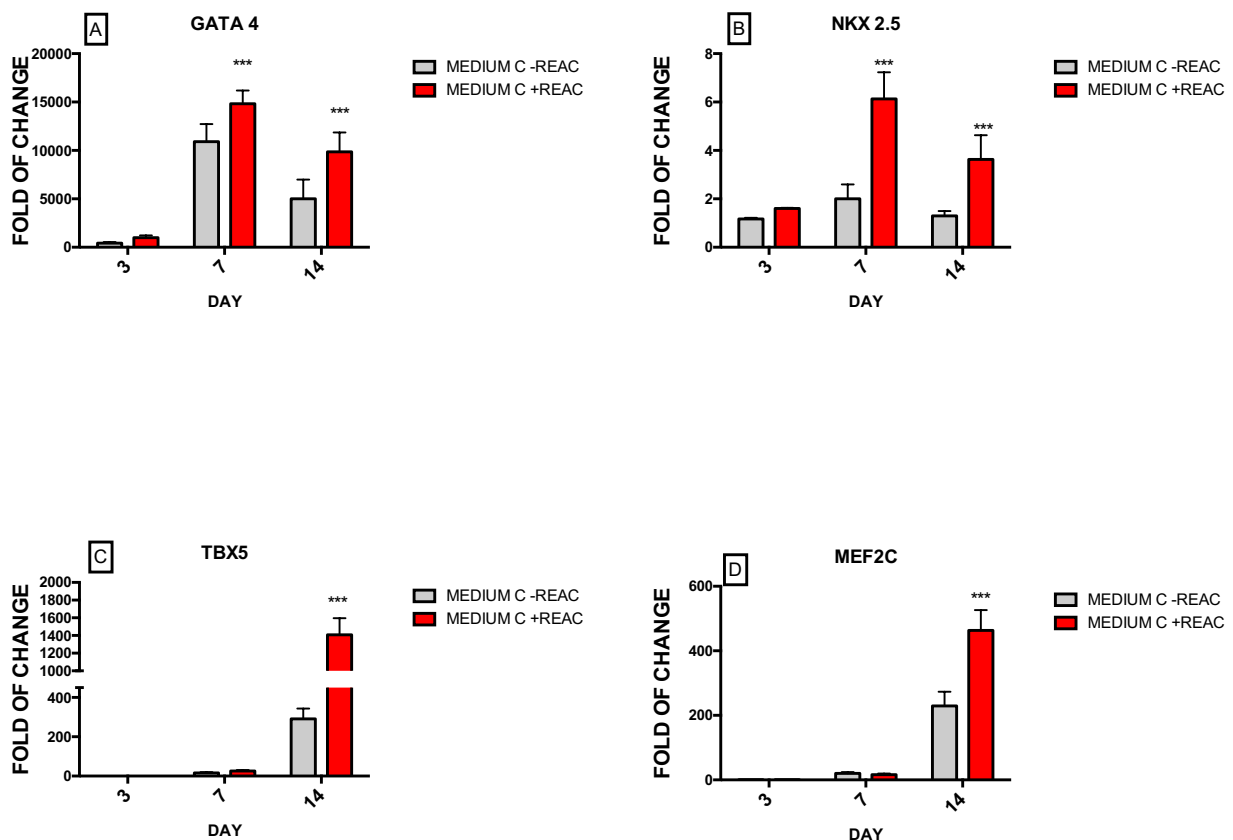 A
GATA 4
FOLD OF CHANGE
20000
15000
10000
5000
0
***
***
3
7
14
DAY
MEDIUM C -REAC
MEDIUM C +REAC
B
NKX 2.5
FOLD OF CHANGE
8
6
4
2
0
***
***
3
7
14
DAY
MEDIUM C -REAC
MEDIUM C +REAC
C
TBX5
FOLD OF CHANGE
2000
1800
1600
1400
1200
1000
400
200
0
***
3
7
14
DAY
MEDIUM C -REAC
MEDIUM C +REAC
D
MEF2C
FOLD OF CHANGE
600
400
200
0
***
3
7
14
DAY
MEDIUM C -REAC
MEDIUM C +REAC